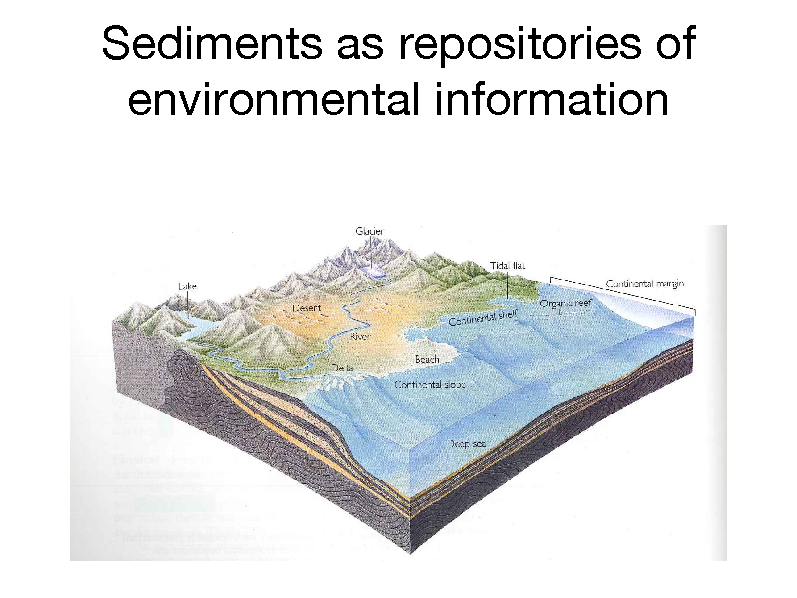 Sediments as repositories of
environmental information
Glacier
Tidal flat
Continental margin
Lake
Organic reef
Desert
Continental shelf
River
Beach
Delta
Continental slope
Deep sea